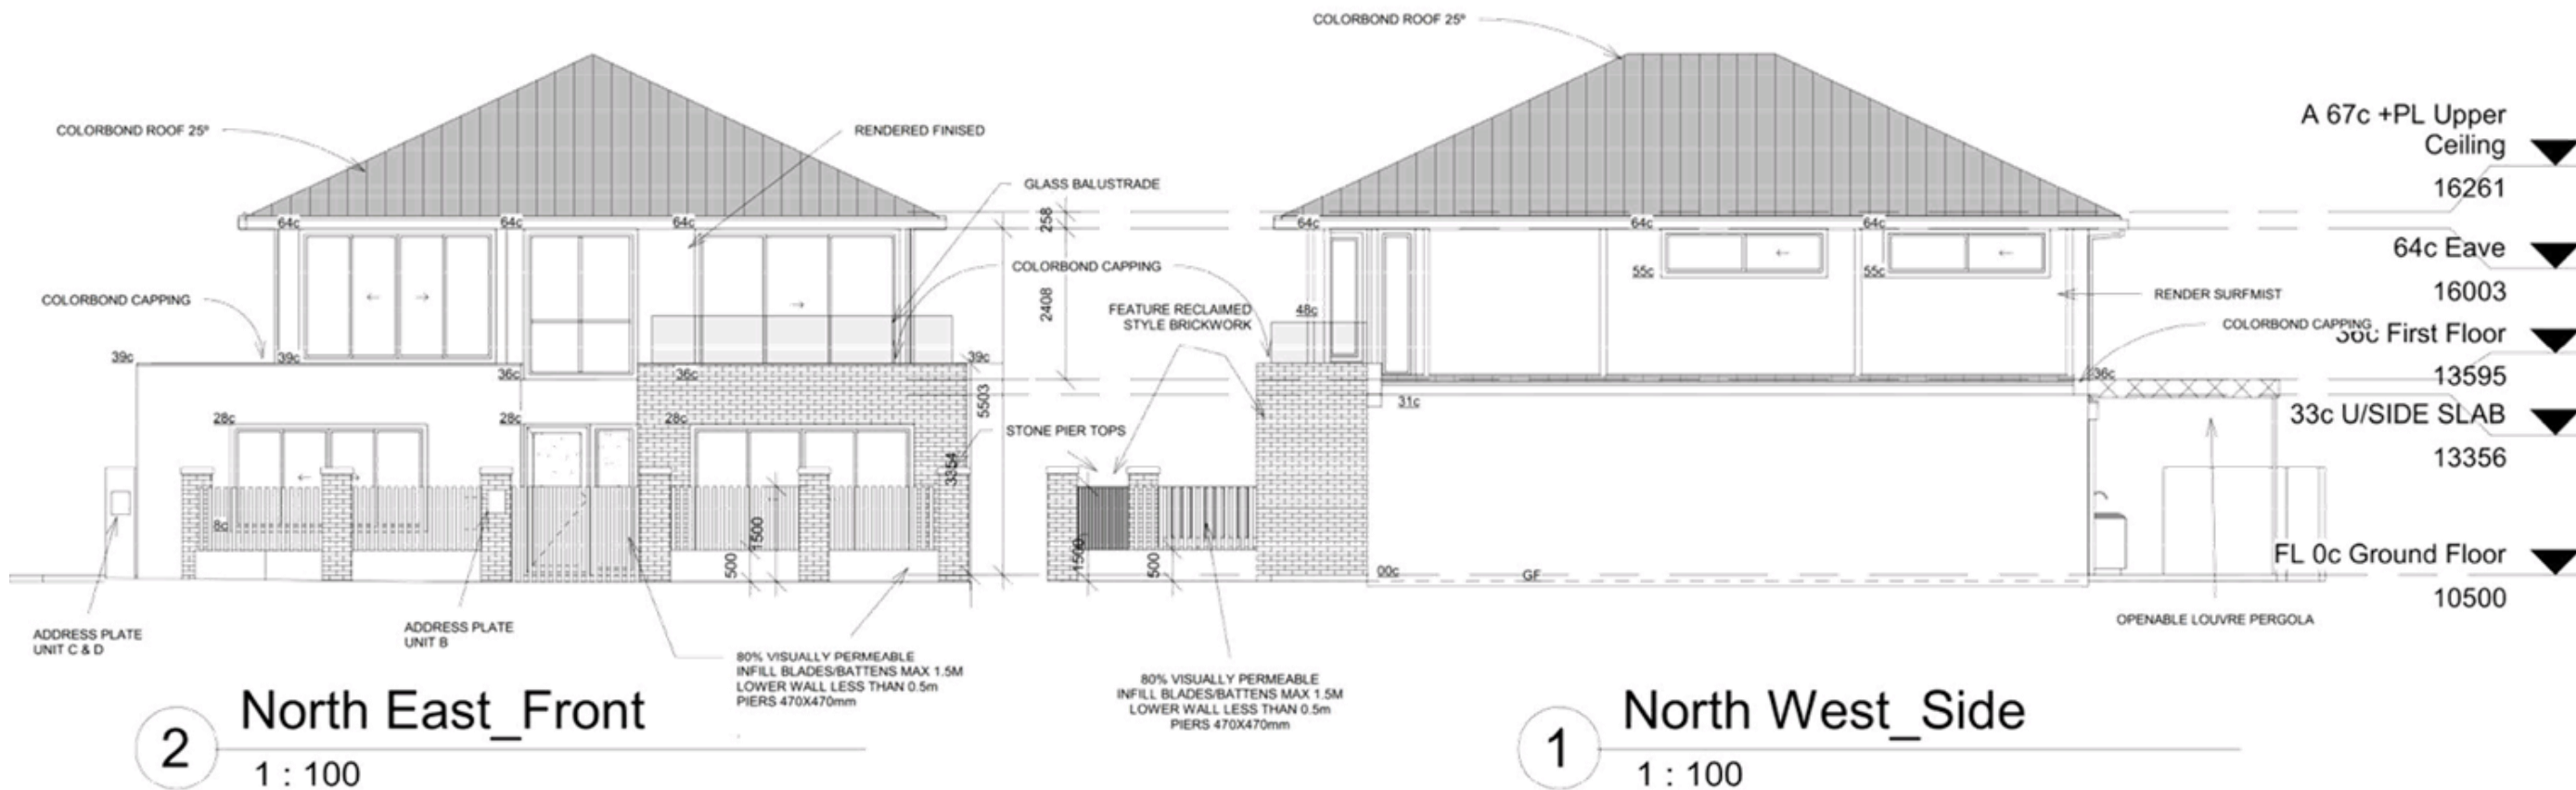 COLORBOND ROOF 25º
RENDERED FINISED
GLASS BALUSTRADE
COLORBOND CAPPING
COLORBOND CAPPING
FEATURE RECLAIMED
STYLE BRICKWORK
STONE PIER TOPS
64c
64c
64c
39c
39c
39c
36c
36c
28c
28c
28c
8c
258
2408
5503
3354
1500
500
ADDRESS PLATE
UNIT C & D
ADDRESS PLATE
UNIT B
80% VISUALLY PERMEABLE
INFILL BLADES/BATTENS MAX 1.5M
LOWER WALL LESS THAN 0.5m
PIERS 470X470mm
2
North East_Front
1 : 100
COLORBOND ROOF 25º
64c
64c
64c
55c
55c
48c
RENDER SURFMIST
COLORBOND CAPPING
36c
31c
1500
500
00c
GF
OPENABLE LOUVRE PERGOLA
80% VISUALLY PERMEABLE
INFILL BLADES/BATTENS MAX 1.5M
LOWER WALL LESS THAN 0.5m
PIERS 470X470mm
1
North West_Side
1 : 100
A 67c +PL Upper
Ceiling
16261
64c Eave
16003
36c First Floor
13595
33c U/SIDE SLAB
13356
FL 0c Ground Floor
10500